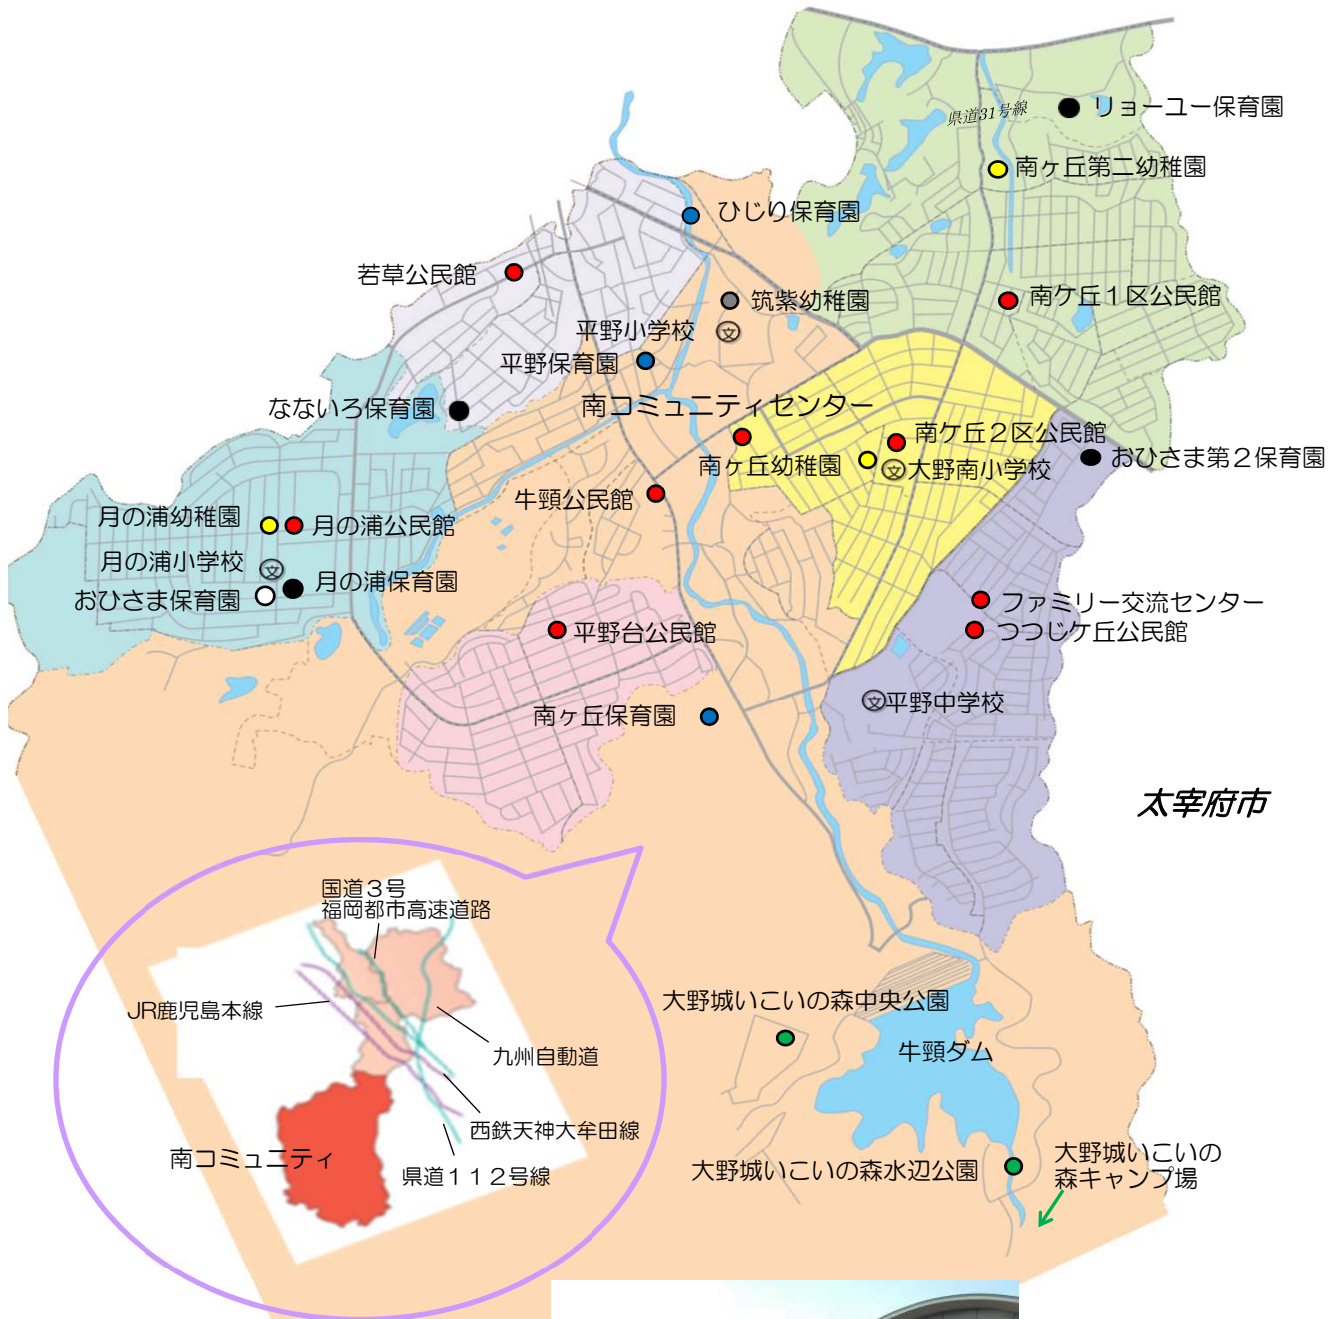 県道31号線
リョーユー保育園
南ヶ丘第二幼稚園
ひじり保育園
若草公民館
筑紫幼稚園
南ケ丘１区公民館
平野小学校
文
平野保育園
なないろ保育園
南コミュニティセンター
南ケ丘２区公民館
南ヶ丘幼稚園
文
大野南小学校
おひさま第２保育園
牛頸公民館
月の浦幼稚園
月の浦公民館
月の浦小学校
文
月の浦保育園
おひさま保育園
ファミリー交流センター
つつじケ丘公民館
平野台公民館
文
平野中学校
南ヶ丘保育園
太宰府市
国道３号
福岡都市高速道路
JR鹿児島本線
九州自動道
西鉄天神大牟田線
県道１１２号線
南コミュニティ
大野城いこいの森中央公園
牛頸ダム
大野城いこいの森水辺公園
大野城いこいの
森キャンプ場